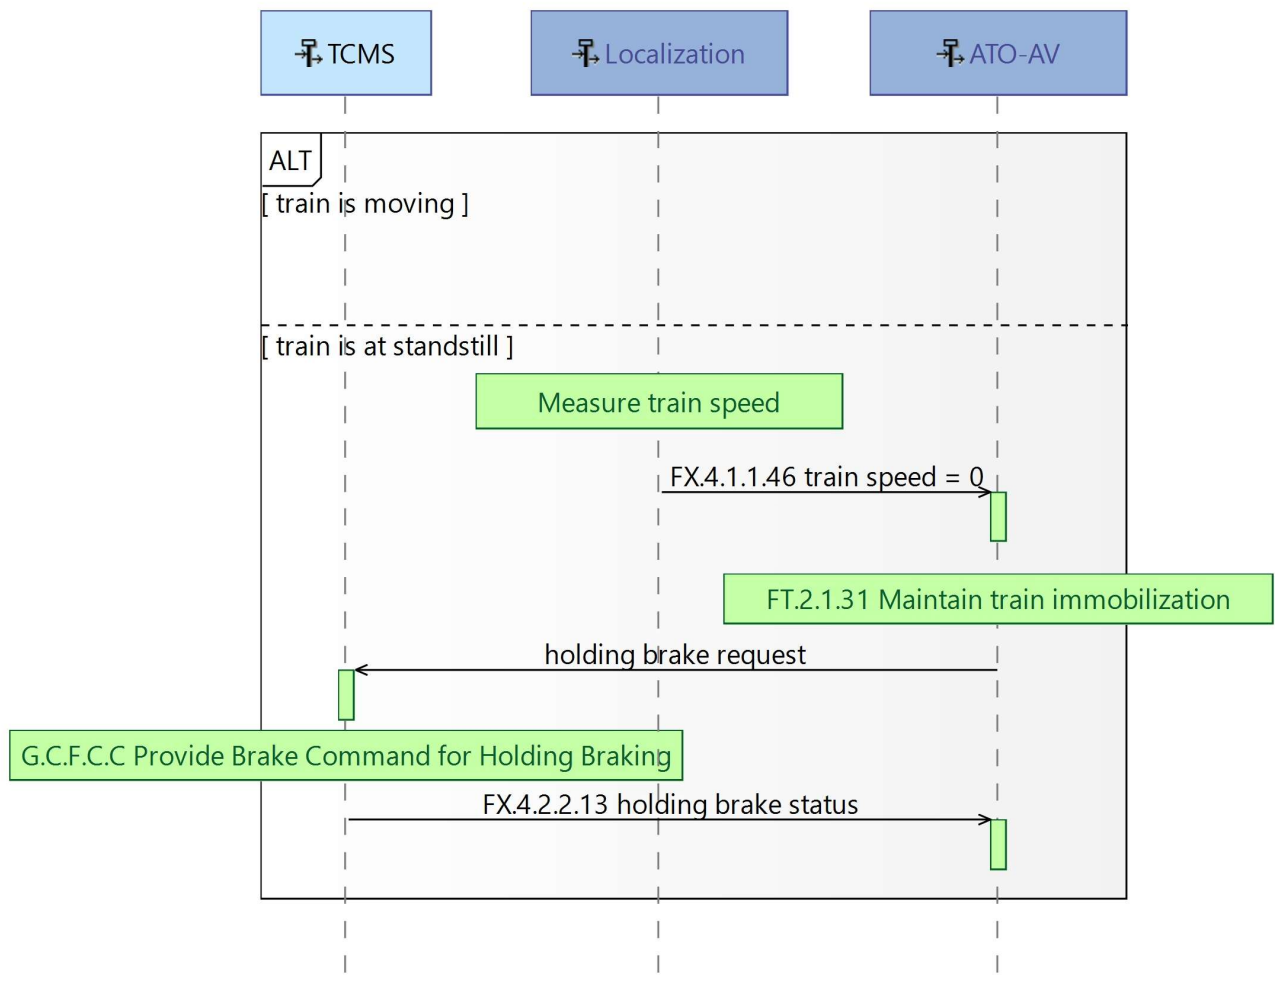 TCMS
Localization
ATO-AV
ALT
[ train is moving ]
[ train is at standstill ]
Measure train speed
FX.4.1.1.46 train speed = 0
FT.2.1.31 Maintain train immobilization
holding brake request
G.C.F.C.C Provide Brake Command for Holding Braking
FX.4.2.2.13 holding brake status